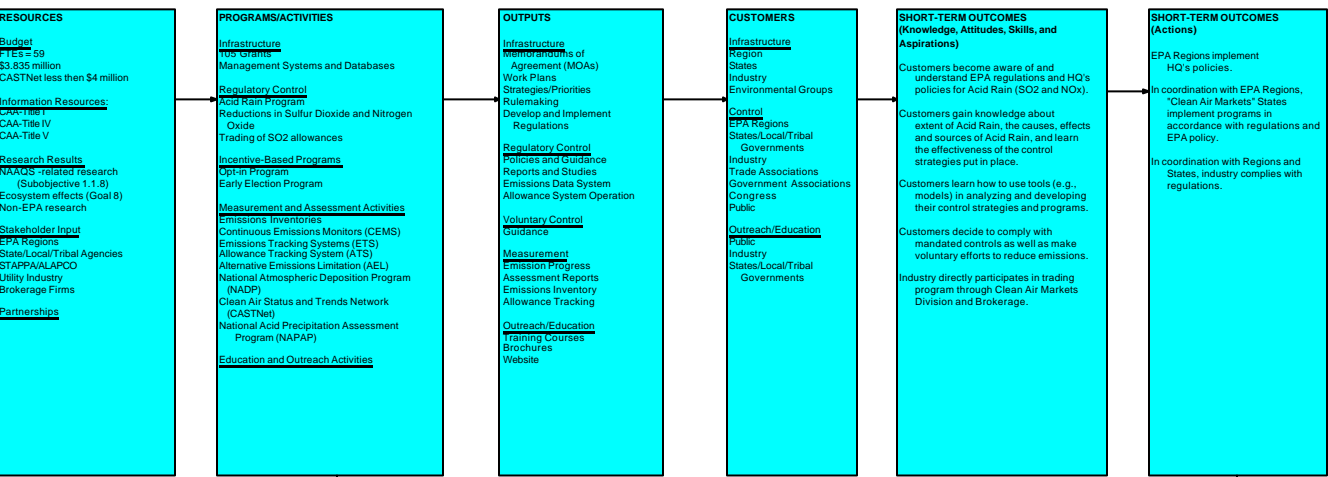 RESOURCES
Budget
FTEs = 59
$3.835 million
CASTNet less then $4 million
Information Resources:
CAA-Title I
CAA-Title IV
CAA-Title V
Research Results
NAAQS -related research
(Subobjective 1.1.8)
Ecosystem effects (Goal 8)
Non-EPA research
Stakeholder Input
EPA Regions
State/Local/Tribal Agencies
STAPPA/ALAPCO
Utility Industry
Brokerage Firms
Partnerships
PROGRAMS/ACTIVITIES
Infrastructure
105 Grants
Management Systems and Databases
Regulatory Control
Acid Rain Program
Reductions in Sulfur Dioxide and Nitrogen
Oxide
Trading of SO2 allowances
Incentive-Based Programs
Opt-in Program
Early Election Program
Measurement and Assessment Activities
Emissions Inventories
Continuous Emissions Monitors (CEMS)
Emissions Tracking Systems (ETS)
Allowance Tracking System (ATS)
Alternative Emissions Limitation (AEL)
National Atmospheric Deposition Program
(NADP)
Clean Air Status and Trends Network
(CASTNet)
National Acid Precipitation Assessment
Program (NAPAP)
Education and Outreach Activities
OUTPUTS
Infrastructure
Memorandums of
Agreement (MOAs)
Work Plans
Strategies/Priorities
Rulemaking
Develop and Implement
Regulations
Regulatory Control
Policies and Guidance
Reports and Studies
Emissions Data System
Allowance System Operation
Voluntary Control
Guidance
Measurement
Emission Progress
Assessment Reports
Emissions Inventory
Allowance Tracking
Outreach/Education
Training Courses
Brochures
Website
CUSTOMERS
Infrastructure
Region
States
Industry
Environmental Groups
Control
EPA Regions
States/Local/Tribal
Governments
Industry
Trade Associations
Government Associations
Congress
Public
Outreach/Education
Public
Industry
States/Local/Tribal
Governments
SHORT-TERM OUTCOMES
(Knowledge, Attitudes, Skills, and
Aspirations)
Customers become aware of and
understand EPA regulations and HQ's
policies for Acid Rain (SO2 and NOx).
Customers gain knowledge about
extent of Acid Rain, the causes, effects
and sources of Acid Rain, and learn
the effectiveness of the control
strategies put in place.
Customers learn how to use tools (e.g.,
models) in analyzing and developing
their control strategies and programs.
Customers decide to comply with
mandated controls as well as make
voluntary efforts to reduce emissions.
Industry directly participates in trading
program through Clean Air Markets
Division and Brokerage.
SHORT-TERM OUTCOMES
(Actions)
EPA Regions implement
HQ's policies.
In coordination with EPA Regions,
"Clean Air Markets" States
implement programs in
accordance with regulations and
EPA policy.
In coordination with Regions and
States, industry complies with
regulations.